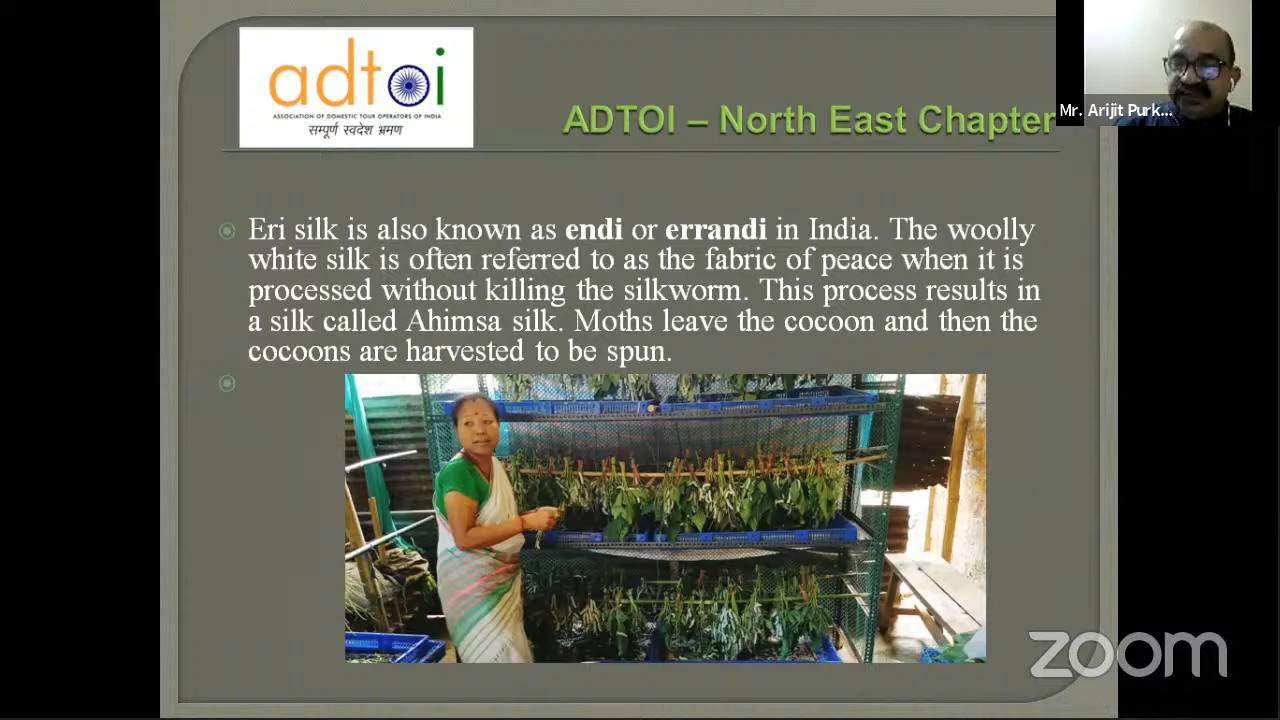 adtoi
ASSOCIATION OF DOMESTIC TOUR OPERATORS OF INDIA
सम्पूर्ण स्वदेश भ्रमण
ADTOI – North East Chapter
Mr. Arijit Purk...
Eri silk is also known as endi or errandi in India. The woolly
white silk is often referred to as the fabric of peace when it is
processed without killing the silkworm. This process results in
a silk called Ahimsa silk. Moths leave the cocoon and then the
cocoons are harvested to be spun.
zoom